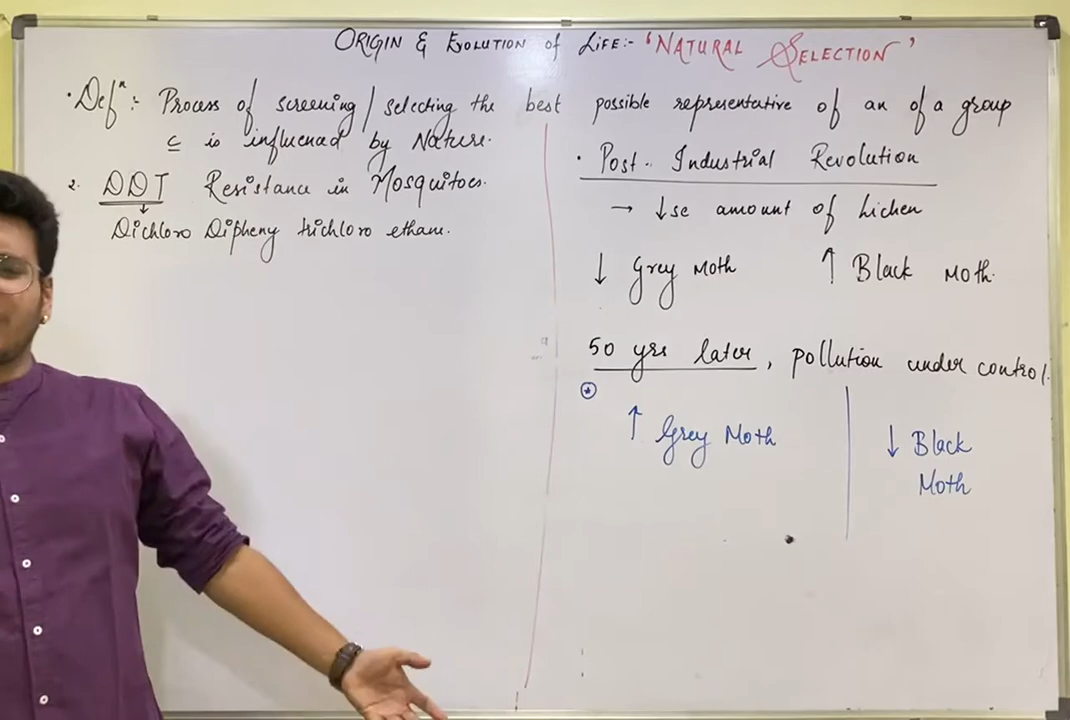 ORIGIN & EVOLUTION of LiFE:- 'NATURAL SELECTION'
· Defⁿ:- Process of screening/selecting the best possible representative of an of a group
c̲ is influenced by Nature.
2. DDT Resistance in Mosquitoes.
↓
Dichloro Dipheny trichloro ethane.
· Post. Industrial Revolution
→ ↓se amount of Lichen
↓ Grey Moth ↑ Black Moth.
50 yrs later, pollution under control.
↑ Grey Moth ↓ Black
Moth